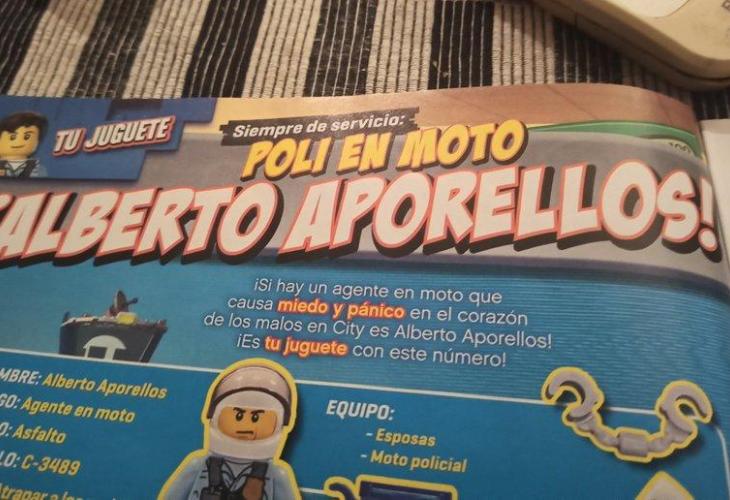 TU JUGUETE
Siempre de servicio:
POLI EN MOTO
¡ALBERTO APORELLOS!
¡Si hay un agente en moto que
causa miedo y pánico en el corazón
de los malos en City es Alberto Aporellos!
¡Es tu juguete con este número!
MBRE: Alberto Aporellos
GO: Agente en moto
O: Asfalto
LO: C-3489
EQUIPO:
- Esposas
- Moto policial